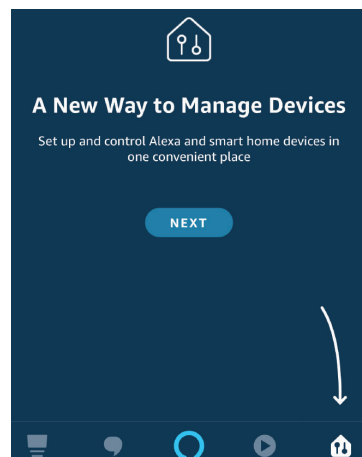 A New Way to Manage Devices
Set up and control Alexa and smart home devices in
one convenient place
NEXT